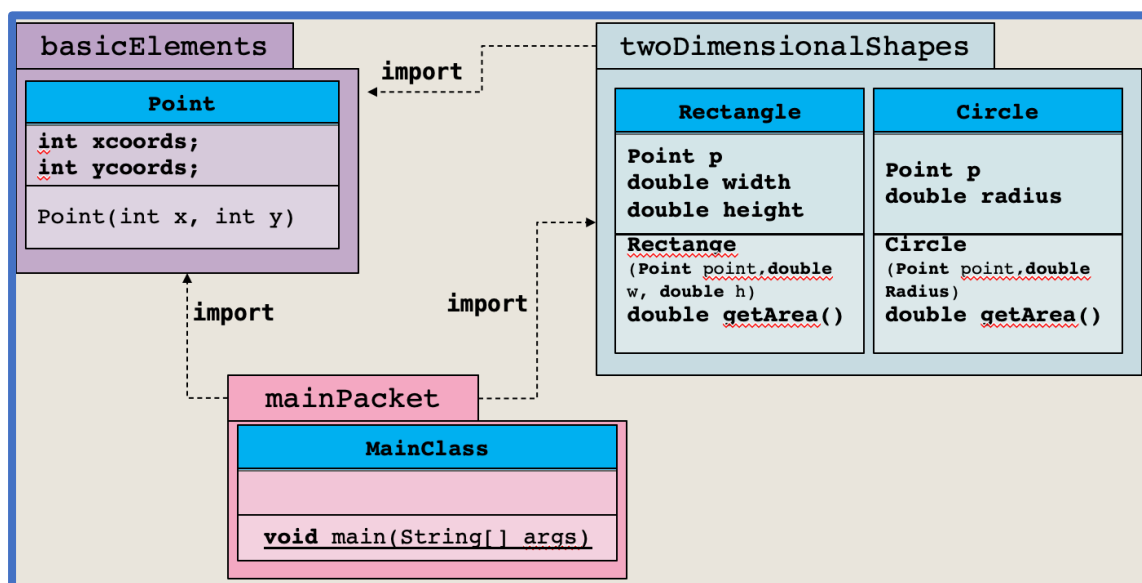 basicElements
Point
int xcoords;
int ycoords;
Point(int x, int y)
import
twoDimensionalShapes
Rectangle
Point p
double width
double height
Rectange
(Point point,double
w, double h)
double getArea()
Circle
Point p
double radius
Circle
(Point point,double
Radius)
double getArea()
import
import
mainPacket
MainClass
void main(String[] args)